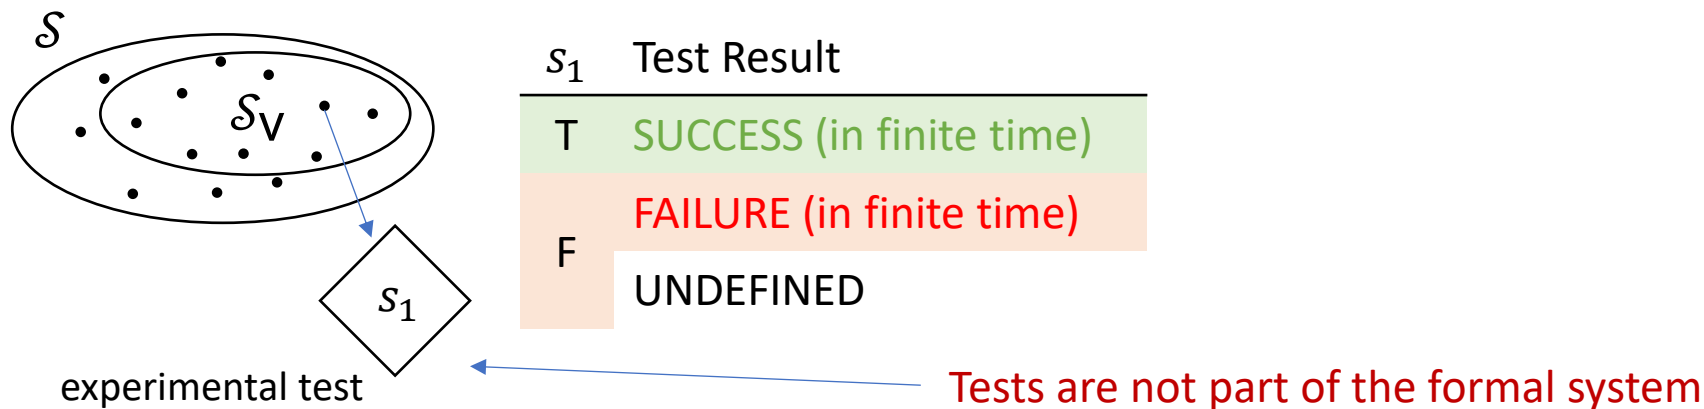 𝒮
𝒮ᵥ
s₁ Test Result
T SUCCESS (in finite time)
F FAILURE (in finite time)
UNDEFINED
s₁
experimental test
Tests are not part of the formal system